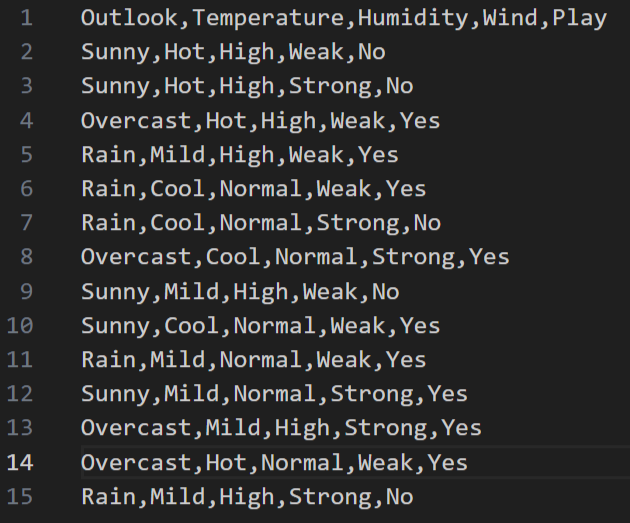 1 Outlook,Temperature,Humidity,Wind,Play
2 Sunny,Hot,High,Weak,No
3 Sunny,Hot,High,Strong,No
4 Overcast,Hot,High,Weak,Yes
5 Rain,Mild,High,Weak,Yes
6 Rain,Cool,Normal,Weak,Yes
7 Rain,Cool,Normal,Strong,No
8 Overcast,Cool,Normal,Strong,Yes
9 Sunny,Mild,High,Weak,No
10 Sunny,Cool,Normal,Weak,Yes
11 Rain,Mild,Normal,Weak,Yes
12 Sunny,Mild,Normal,Strong,Yes
13 Overcast,Mild,High,Strong,Yes
14 Overcast,Hot,Normal,Weak,Yes
15 Rain,Mild,High,Strong,No